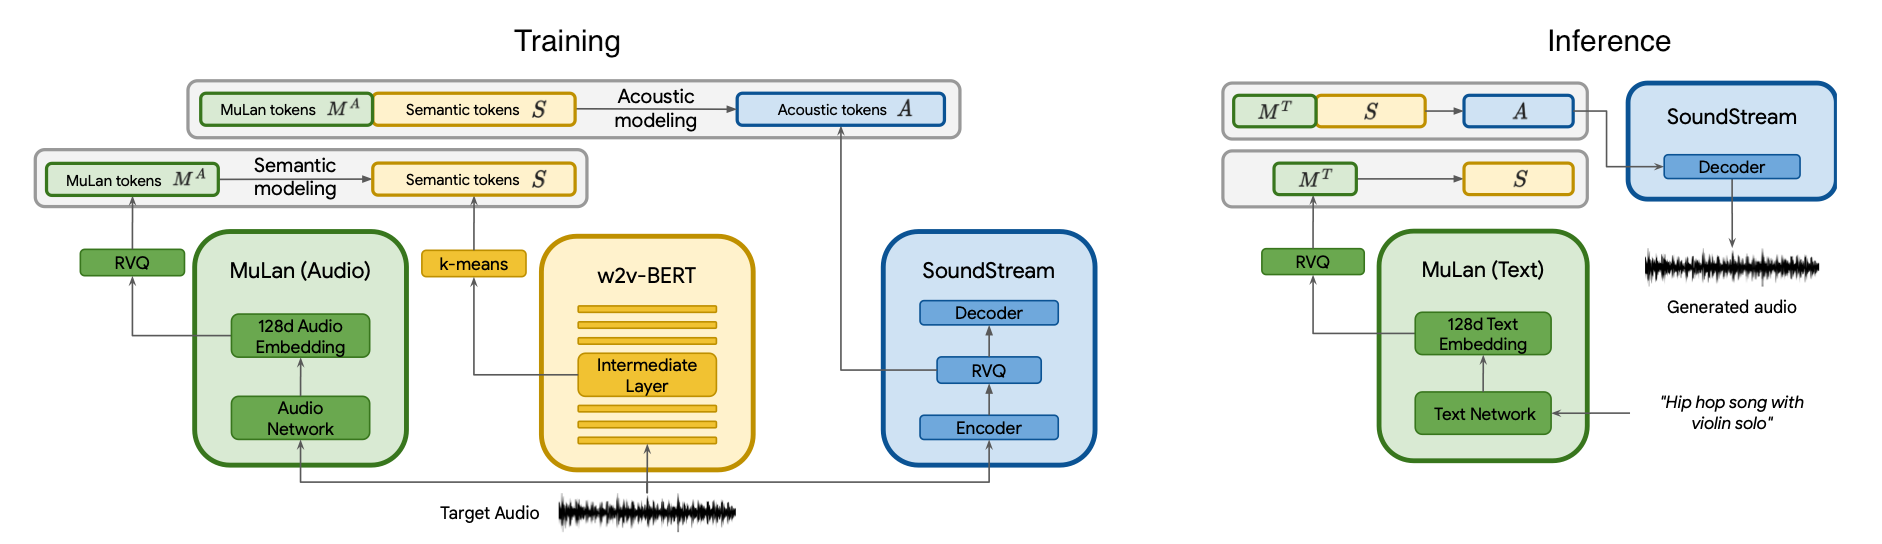 Training
MuLan tokens M^A
Semantic tokens S
Acoustic
modeling
Acoustic tokens A
MuLan tokens M^A
Semantic
modeling
Semantic tokens S
RVQ
MuLan (Audio)
128d Audio
Embedding
Audio
Network
k-means
w2v-BERT
Intermediate
Layer
SoundStream
Decoder
RVQ
Encoder
Target Audio
Inference
M^T
S
A
SoundStream
Decoder
M^T
S
RVQ
MuLan (Text)
128d Text
Embedding
Text Network
Generated audio
"Hip hop song with
violin solo"